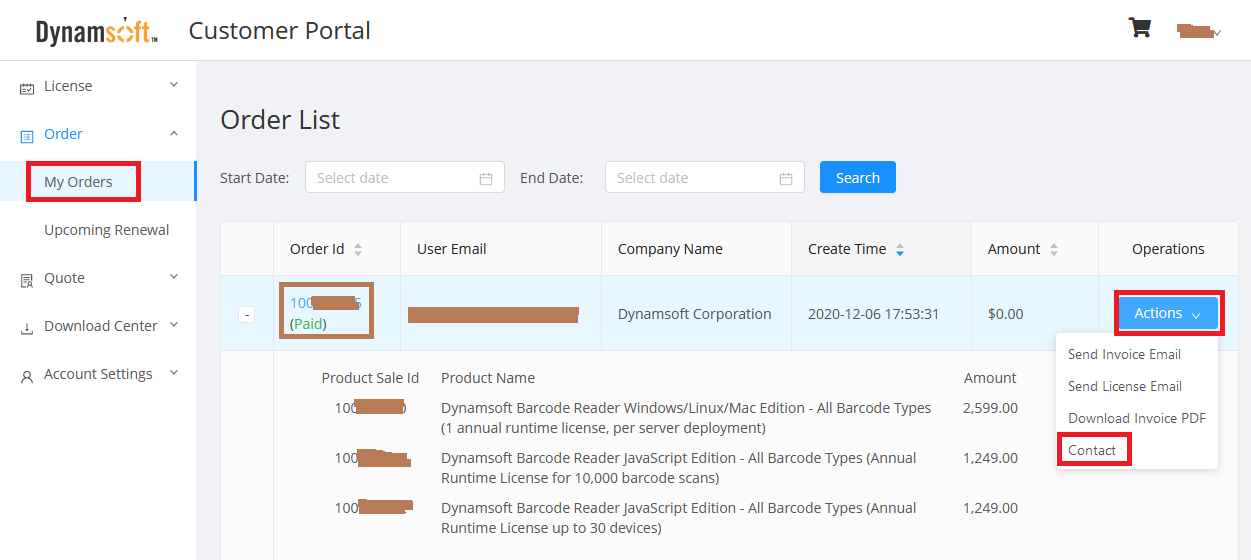 Dynamsoft™ Customer Portal
License
Order
My Orders
Upcoming Renewal
Quote
Download Center
Account Settings
Order List
Start Date: Select date End Date: Select date Search
Order Id User Email Company Name Create Time Amount Operations
- 100 Dynamsoft Corporation 2020-12-06 17:53:31 $0.00 Actions
(Paid)
Send Invoice Email
Send License Email
Download Invoice PDF
Contact
Product Sale Id Product Name Amount
100 Dynamsoft Barcode Reader Windows/Linux/Mac Edition - All Barcode Types 2,599.00
(1 annual runtime license, per server deployment)
100 Dynamsoft Barcode Reader JavaScript Edition - All Barcode Types (Annual 1,249.00
Runtime License for 10,000 barcode scans)
100 Dynamsoft Barcode Reader JavaScript Edition - All Barcode Types (Annual 1,249.00
Runtime License up to 30 devices)